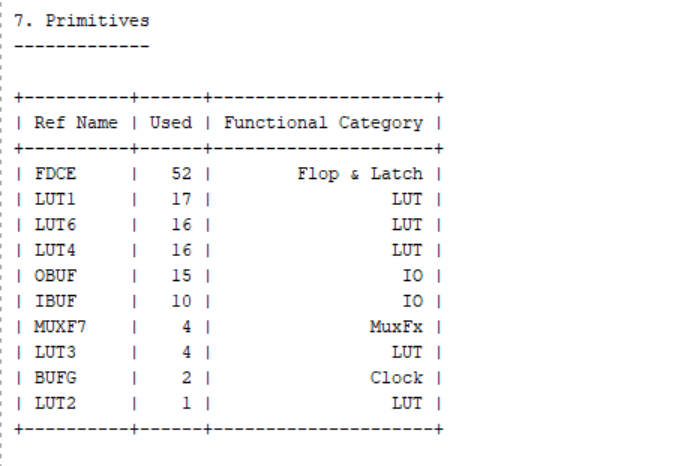 7. Primitives
-------------
+----------+------+---------------------+
| Ref Name | Used | Functional Category |
+----------+------+---------------------+
| FDCE     |   52 |        Flop & Latch |
| LUT1     |   17 |                 LUT |
| LUT6     |   16 |                 LUT |
| LUT4     |   16 |                 LUT |
| OBUF     |   15 |                  IO |
| IBUF     |   10 |                  IO |
| MUXF7    |    4 |               MuxFx |
| LUT3     |    4 |                 LUT |
| BUFG     |    2 |               Clock |
| LUT2     |    1 |                 LUT |
+----------+------+---------------------+